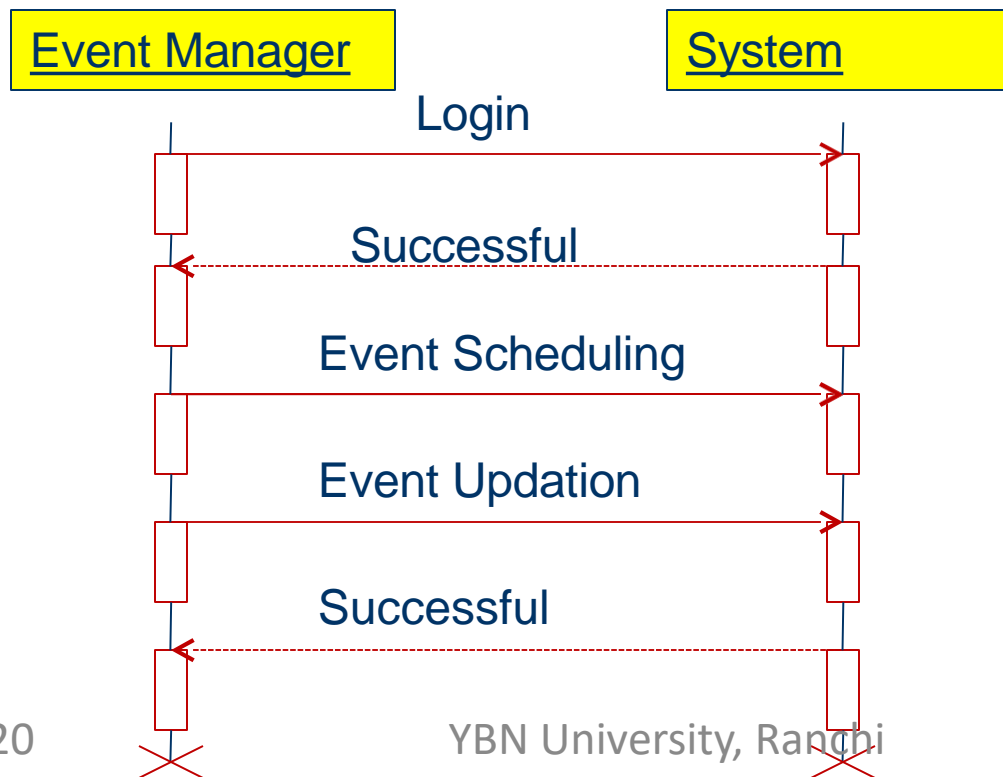 Event Manager
System
Login
Successful
Event Scheduling
Event Updation
Successful
20
YBN University, Ranchi